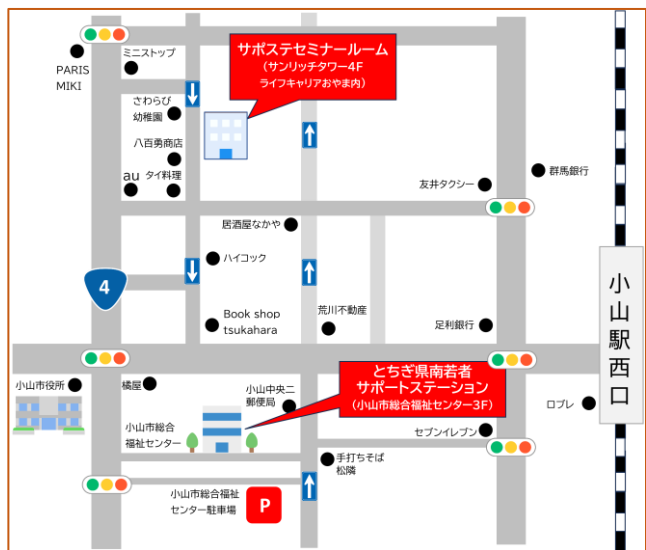 PARIS
MIKI
ミニストップ
サポステセミナールーム
(サンリッチタワー4F
ライフキャリアおやま内)
さわらび
幼稚園
八百勇商店
au
タイ料理
友井タクシー
群馬銀行
居酒屋なかや
ハイコック
4
Book shop
tsukahara
荒川不動産
足利銀行
小山駅西口
小山市役所
橘屋
小山中央二
郵便局
とちぎ県南若者
サポートステーション
(小山市総合福祉センター3F)
ロブレ
小山市総合
福祉センター
セブンイレブン
手打ちそば
松隣
小山市総合福祉
センター駐車場
P